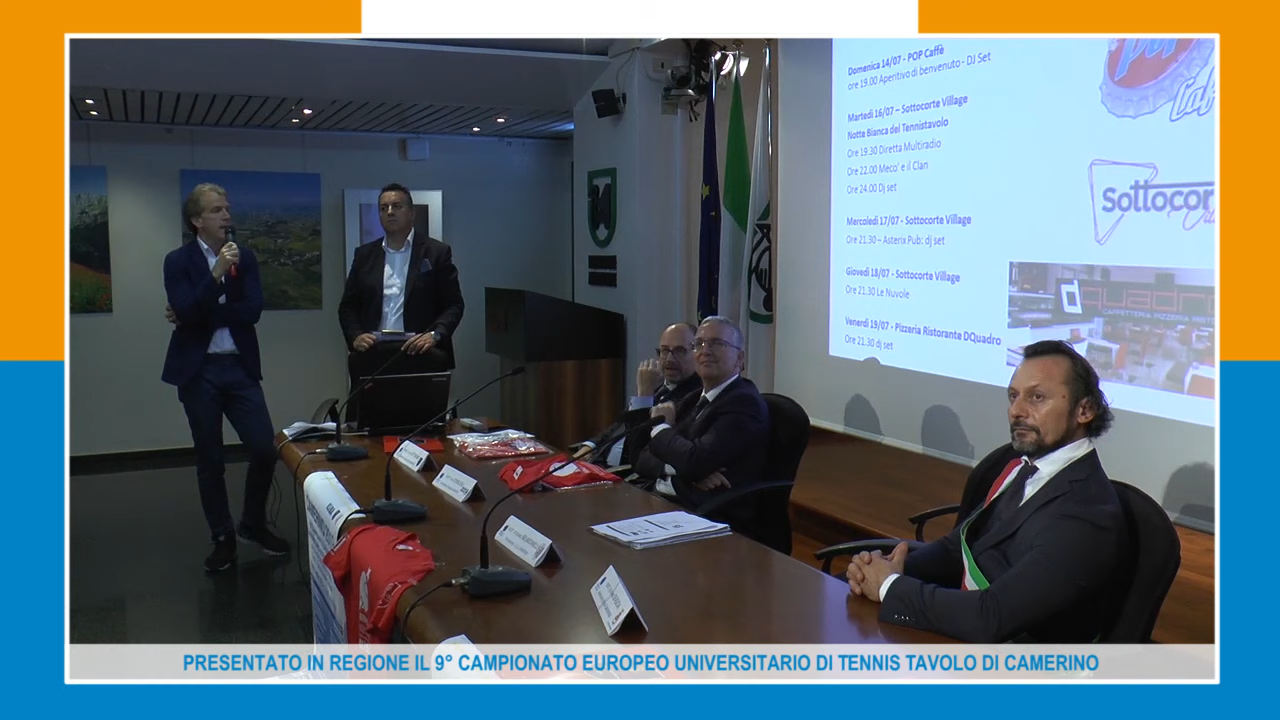 Domenica 14/07 - POP Caffè
ore 19.00 Aperitivo di benvenuto - DJ Set
Martedì 16/07 – Sottocorte Village
Notte Bianca del Tennistavolo
Ore 19.30 Diretta Multiradio
Ore 22.00 Meco' e il Clan
Ore 24.00 Dj set
Mercoledì 17/07 - Sottocorte Village
Ore 21.30 – Asterix Pub: dj set
Giovedì 18/07 - Sottocorte Village
Ore 21.30 Le Nuvole
Venerdì 19/07 - Pizzeria Ristorante DQuadro
Ore 21.30 dj set
Sottocorte
dquadro
CAFFETTERIA PIZZERIA
PRESENTATO IN REGIONE IL 9° CAMPIONATO EUROPEO UNIVERSITARIO DI TENNIS TAVOLO DI CAMERINO